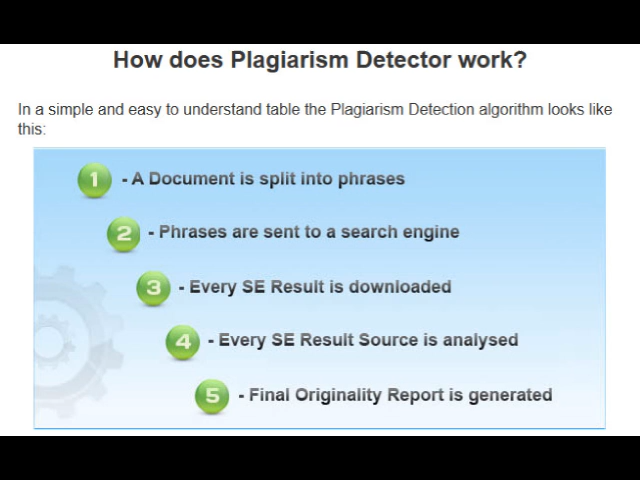 How does Plagiarism Detector work?
In a simple and easy to understand table the Plagiarism Detection algorithm looks like
this:
1 - A Document is split into phrases
2 - Phrases are sent to a search engine
3 - Every SE Result is downloaded
4 - Every SE Result Source is analysed
5 - Final Originality Report is generated